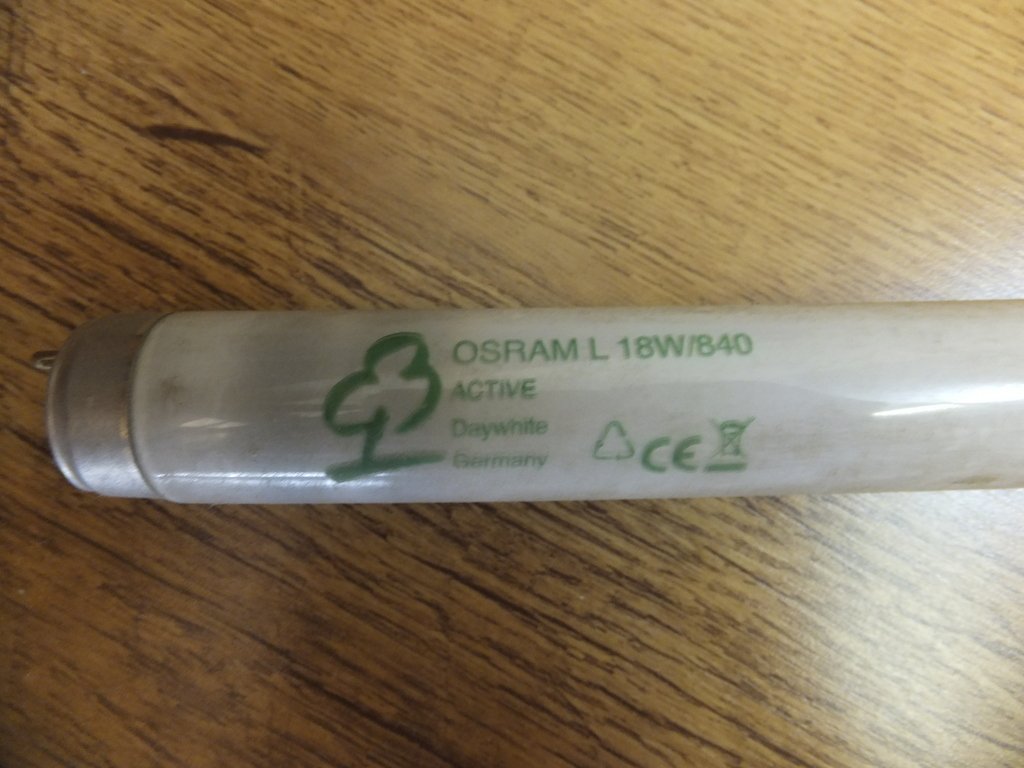 OSRAM L 18W/840
ACTIVE
Daywhite
Germany
CE